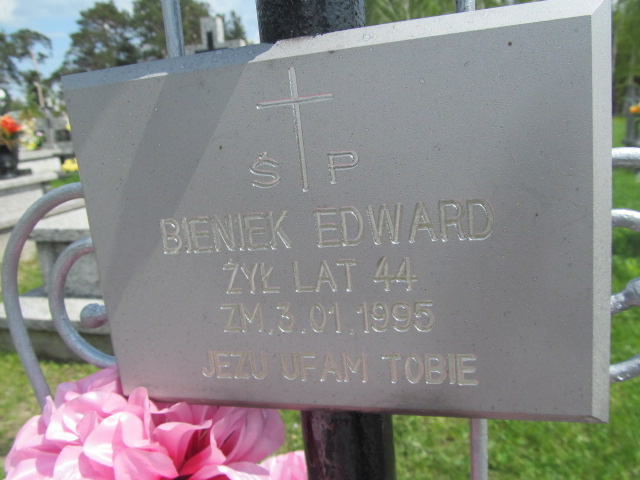 Ś P
BIENIEK EDWARD
ŻYŁ LAT 44
ZM. 3.01.1995
JEZU UFAM TOBIE